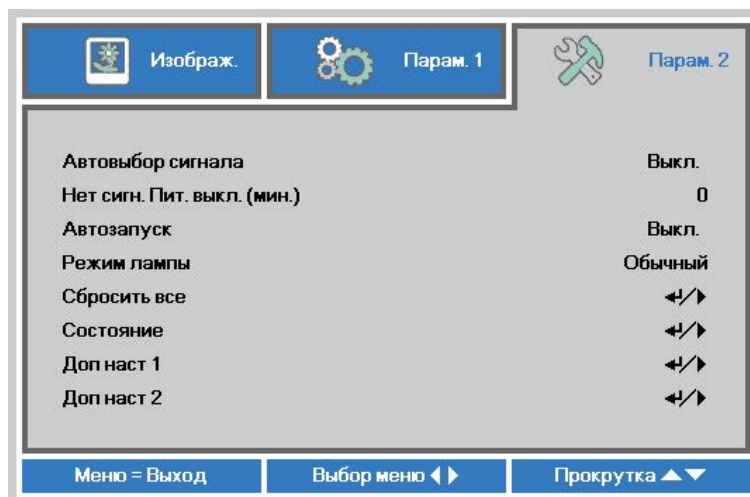 Изображ. Парам. 1 Парам. 2
Автовыбор сигнала Выкл.
Нет сигн. Пит. выкл. (мин.) 0
Автозапуск Выкл.
Режим лампы Обычный
Сбросить все ↵/▶
Состояние ↵/▶
Доп наст 1 ↵/▶
Доп наст 2 ↵/▶
Меню = Выход Выбор меню ◀ ▶ Прокрутка ▲▼